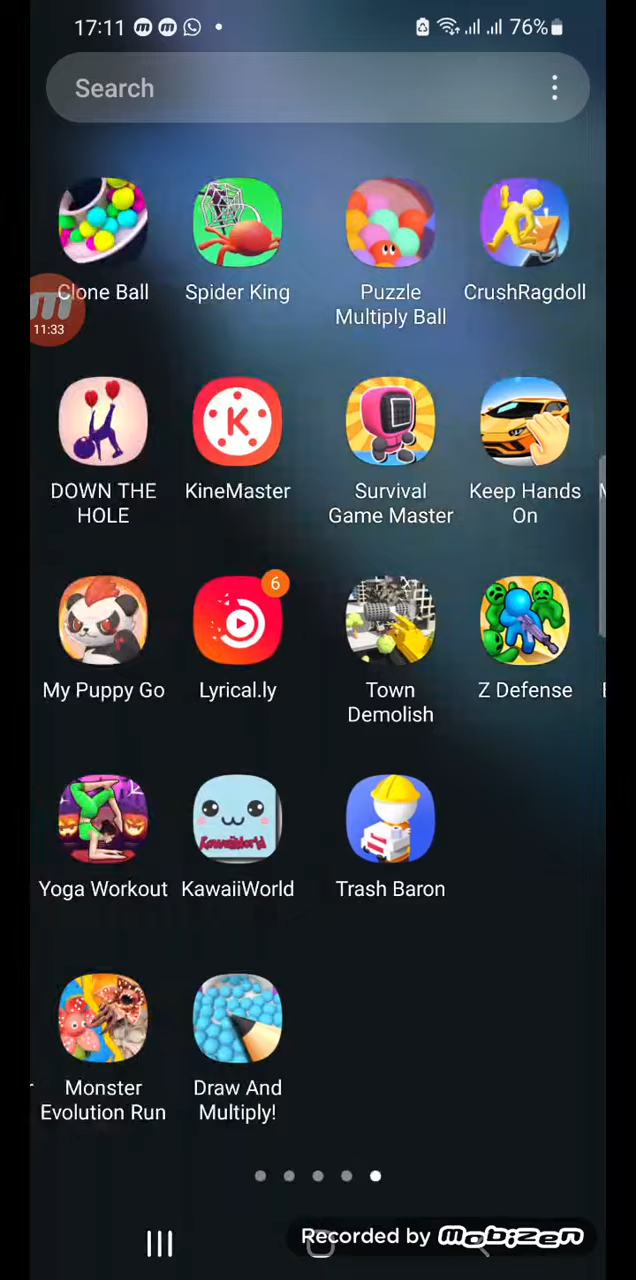 17:11
76%
Search
Clone Ball
Spider King
Puzzle
Multiply Ball
CrushRagdoll
11:33
DOWN THE
HOLE
K
KineMaster
Survival
Game Master
Keep Hands
On
My Puppy Go
6
Lyrical.ly
Town
Demolish
Z Defense
Yoga Workout
KawaiiWorld
KawaiiWorld
Trash Baron
Monster
Evolution Run
Draw And
Multiply!
Recorded by Mobizen